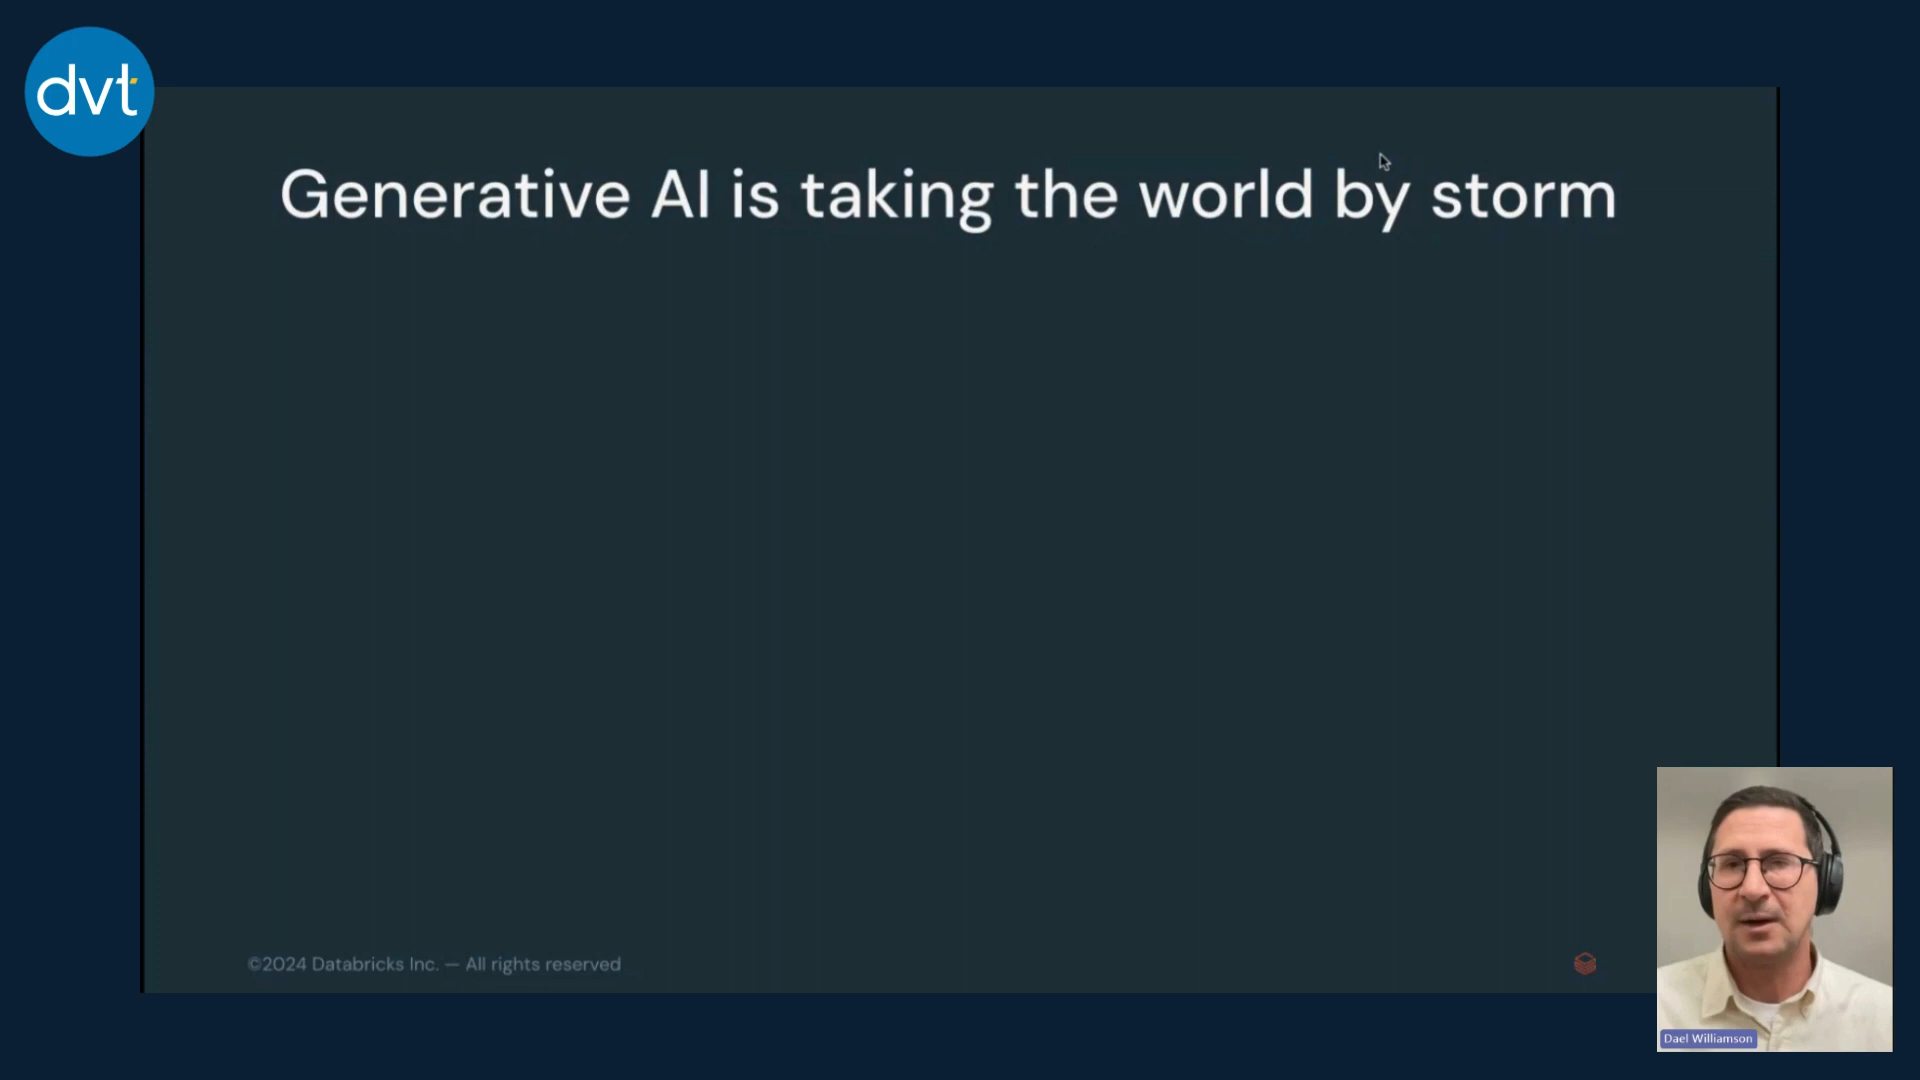 dvt
Generative AI is taking the world by storm
©2024 Databricks Inc. — All rights reserved
Dael Williamson